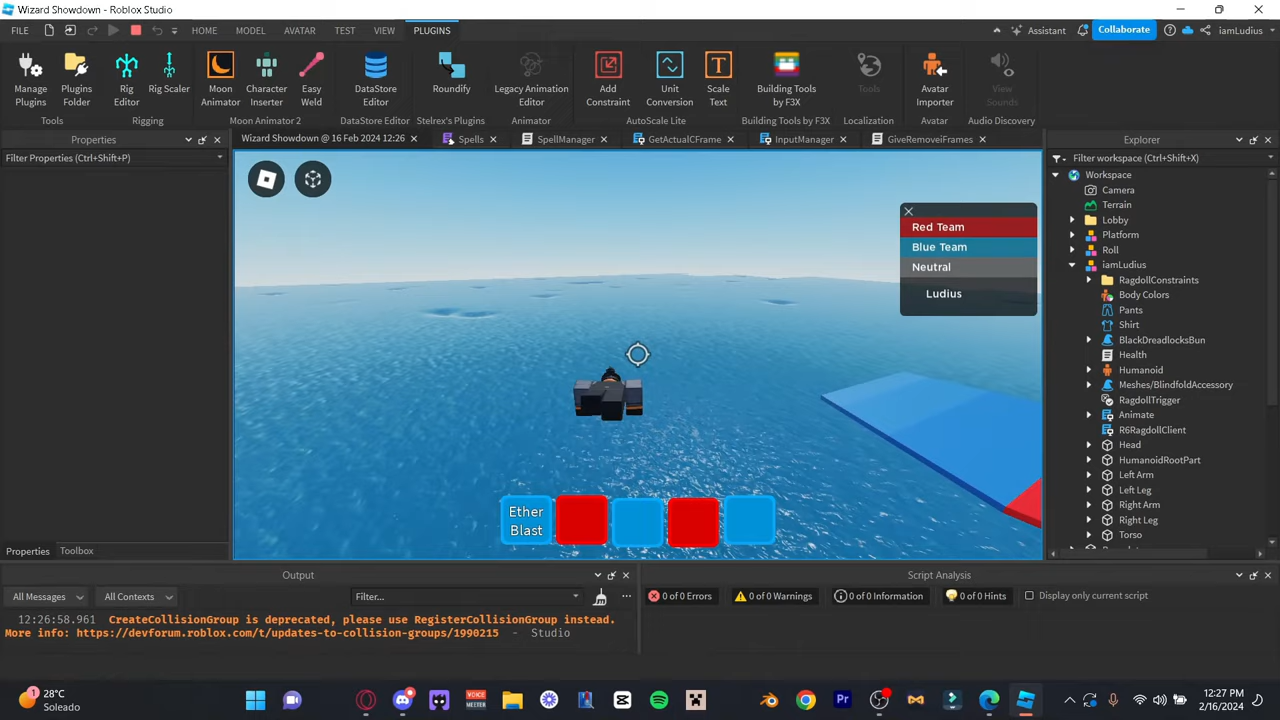 Wizard Showdown - Roblox Studio
FILE HOME MODEL AVATAR TEST VIEW PLUGINS Assistant Collaborate iamLudius
Manage Plugins
Plugins Folder
Rig Editor
Rig Scaler
Moon Animator
Character Inserter
Easy Weld
DataStore Editor
Roundify
Legacy Animation Editor
Add Constraint
Unit Conversion
Scale Text
Building Tools by F3X
Tools
Avatar Importer
View Sounds
Tools Rigging Moon Animator 2 DataStore Editor Stelrex's Plugins Animator AutoScale Lite Building Tools by F3X Localization Avatar Audio Discovery
Properties
Filter Properties (Ctrl+Shift+P)
Wizard Showdown @ 16 Feb 2024 12:26 Spells SpellManager GetActualCFrame InputManager GiveRemoveiFrames
Red Team
Blue Team
Neutral
Ludius
Ether
Blast
Explorer
Filter workspace (Ctrl+Shift+X)
Workspace
Camera
Terrain
Lobby
Platform
Roll
iamLudius
RagdollConstraints
Body Colors
Pants
Shirt
BlackDreadlocksBun
Health
Humanoid
Meshes/BlindfoldAccessory
RagdollTrigger
Animate
R6RagdollClient
Head
HumanoidRootPart
Left Arm
Left Leg
Right Arm
Right Leg
Torso
Properties Toolbox
Output
All Messages All Contexts Filter...
12:26:58.961 CreateCollisionGroup is deprecated, please use RegisterCollisionGroup instead.
More info: https://devforum.roblox.com/t/updates-to-collision-groups/1990215 - Studio
Script Analysis
0 of 0 Errors 0 of 0 Warnings 0 of 0 Information 0 of 0 Hints Display only current script
1
28°C
Soleado
VOICE
MEETER
Pr
12:27 PM
2/16/2024